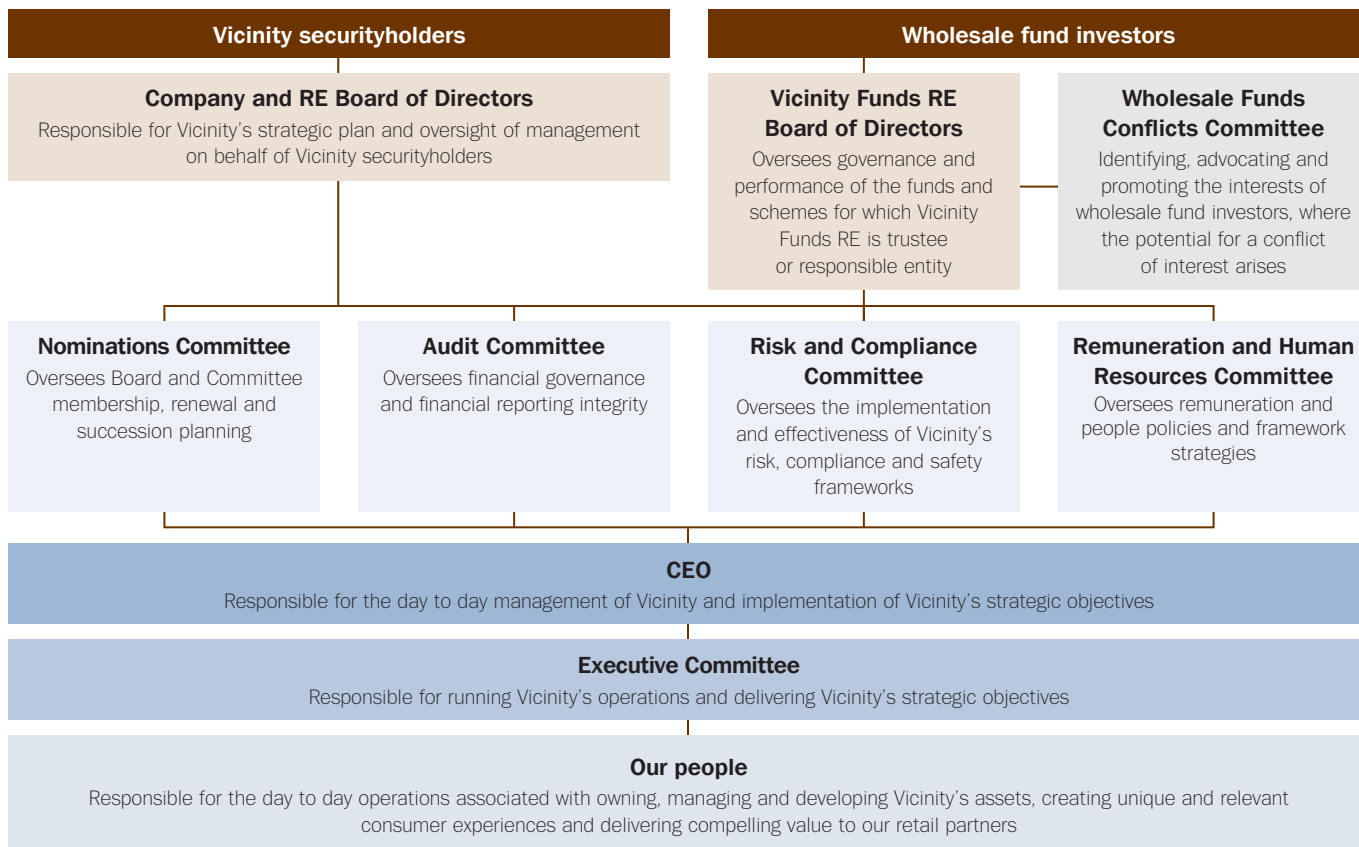 Vicinity securityholders
Wholesale fund investors
Company and RE Board of Directors
Responsible for Vicinity's strategic plan and oversight of management
on behalf of Vicinity securityholders
Vicinity Funds RE
Board of Directors
Oversees governance and
performance of the funds and
schemes for which Vicinity
Funds RE is trustee
or responsible entity
Wholesale Funds
Conflicts Committee
Identifying, advocating and
promoting the interests of
wholesale fund investors, where
the potential for a conflict
of interest arises
Nominations Committee
Oversees Board and Committee
membership, renewal and
succession planning
Audit Committee
Oversees financial governance
and financial reporting integrity
Risk and Compliance
Committee
Oversees the implementation
and effectiveness of Vicinity's
risk, compliance and safety
frameworks
Remuneration and Human
Resources Committee
Oversees remuneration and
people policies and framework
strategies
CEO
Responsible for the day to day management of Vicinity and implementation of Vicinity's strategic objectives
Executive Committee
Responsible for running Vicinity's operations and delivering Vicinity's strategic objectives
Our people
Responsible for the day to day operations associated with owning, managing and developing Vicinity's assets, creating unique and relevant
consumer experiences and delivering compelling value to our retail partners